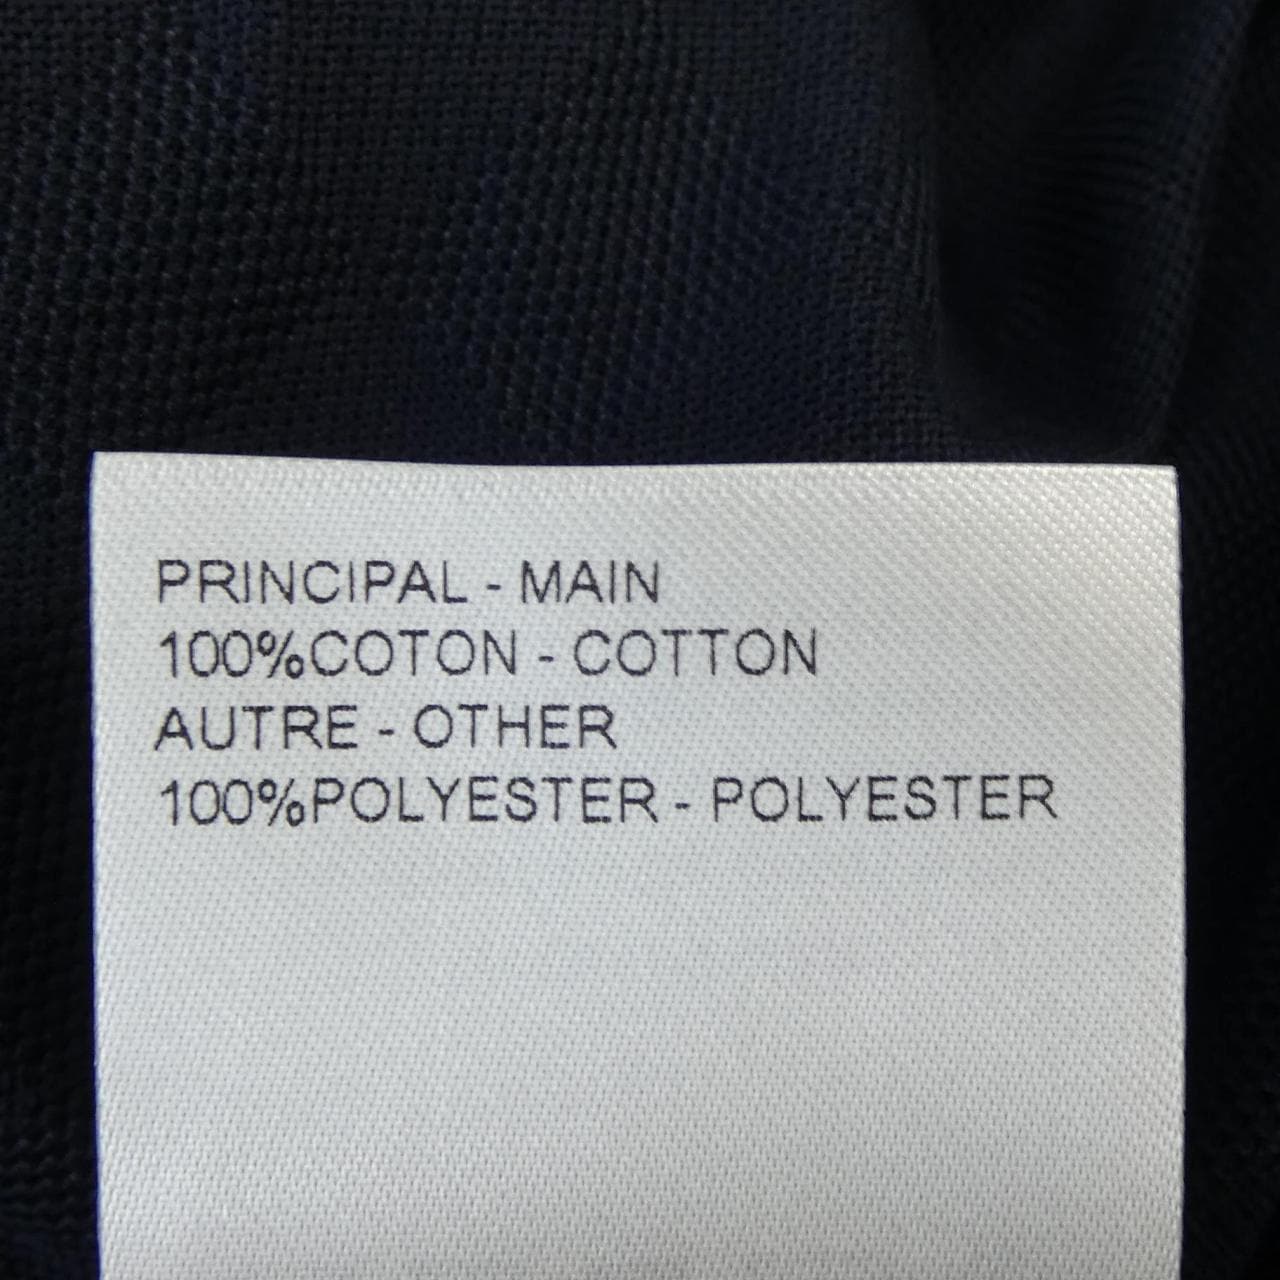 PRINCIPAL - MAIN
100%COTON - COTTON
AUTRE - OTHER
100%POLYESTER - POLYESTER